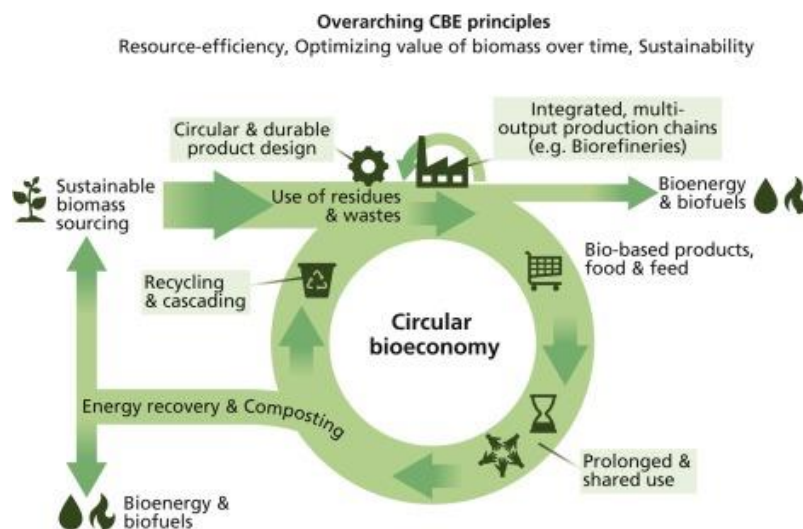 Overarching CBE principles
Resource-efficiency, Optimizing value of biomass over time, Sustainability
Circular & durable
product design
Integrated, multi-
output production chains
(e.g. Biorefineries)
Sustainable
biomass
sourcing
Use of residues
& wastes
Bioenergy
& biofuels
Bio-based products,
food & feed
Recycling
& cascading
Circular
bioeconomy
Energy recovery & Composting
Prolonged &
shared use
Bioenergy &
biofuels